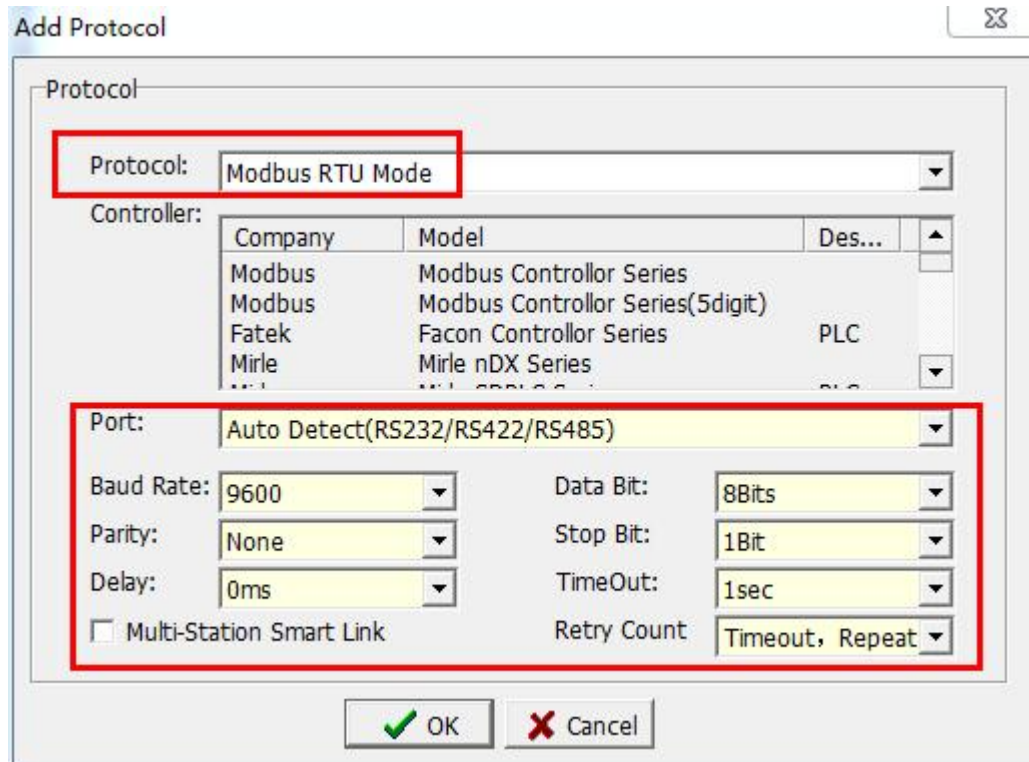 Add Protocol
Protocol
Protocol: Modbus RTU Mode
Controller:
Company Model Des...
Modbus Modbus Controllor Series
Modbus Modbus Controllor Series(5digit)
Fatek Facon Controllor Series PLC
Mirle Mirle nDX Series
Port: Auto Detect(RS232/RS422/RS485)
Baud Rate: 9600 Data Bit: 8Bits
Parity: None Stop Bit: 1Bit
Delay: 0ms TimeOut: 1sec
Multi-Station Smart Link Retry Count Timeout，Repeat
OK Cancel